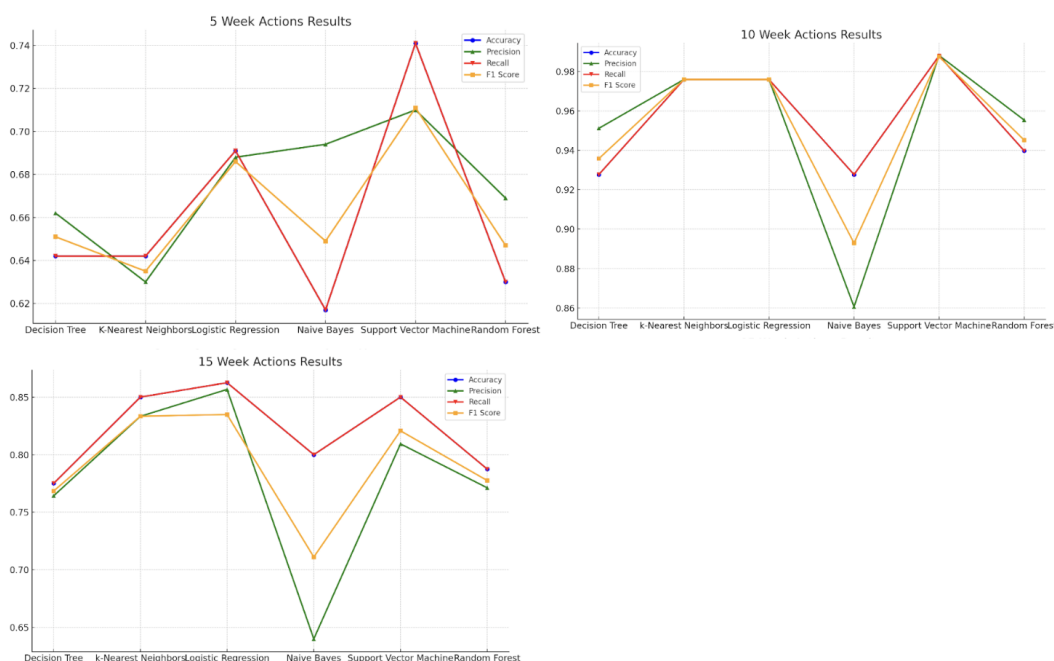 5 Week Actions Results
0.74
0.72
0.70
0.68
0.66
0.64
0.62
Accuracy
Precision
Recall
F1 Score
Decision Tree K-Nearest Neighbors Logistic Regression Naive Bayes Support Vector Machine Random Forest
10 Week Actions Results
0.98
0.96
0.94
0.92
0.90
0.88
0.86
Accuracy
Precision
Recall
F1 Score
Decision Tree k-Nearest Neighbors Logistic Regression Naive Bayes Support Vector Machine Random Forest
15 Week Actions Results
0.85
0.80
0.75
0.70
0.65
Accuracy
Precision
Recall
F1 Score
Decision Tree k-Nearest Neighbors Logistic Regression Naive Bayes Support Vector Machine Random Forest